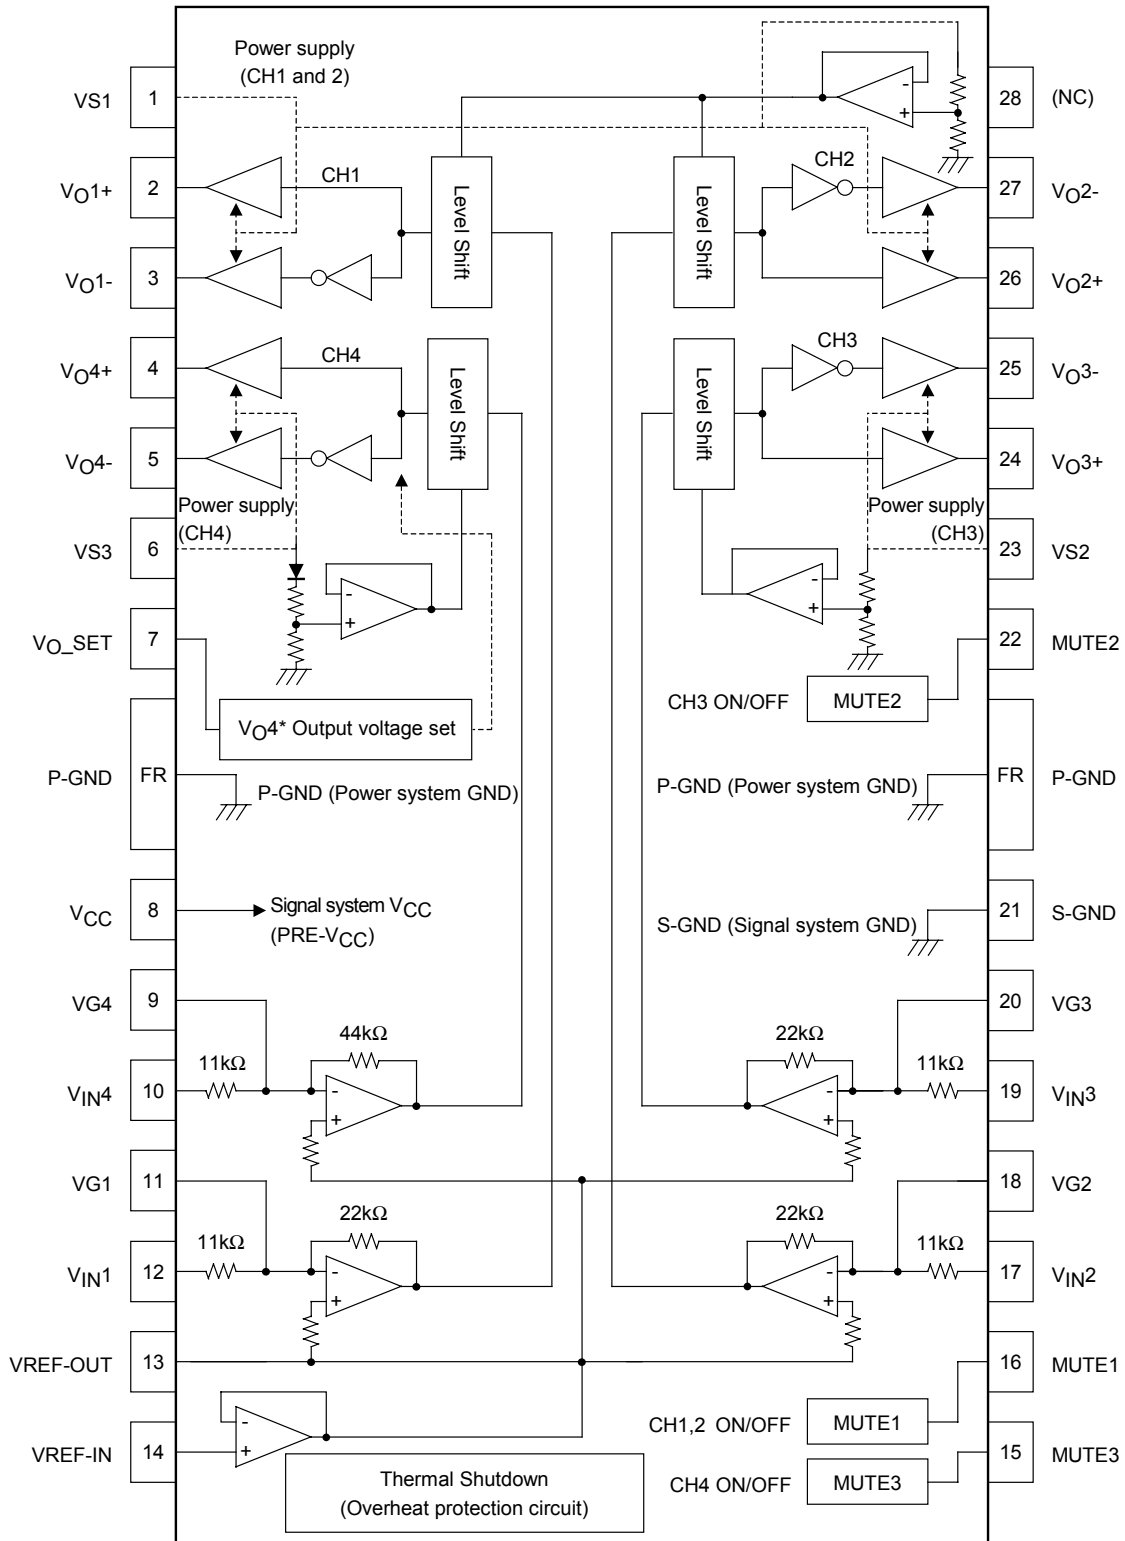 Power supply
(CH1 and 2)
VS1 1
28 (NC)
-
+
VO1+ 2
CH1
Level Shift
Level Shift
CH2
27 VO2-
VO1- 3
26 VO2+
VO4+ 4
CH4
Level Shift
Level Shift
CH3
25 VO3-
VO4- 5
24 VO3+
Power supply
(CH4)
Power supply
(CH3)
VS3 6
23 VS2
-
+
-
+
VO_SET 7
22 MUTE2
CH3 ON/OFF MUTE2
VO4* Output voltage set
P-GND FR
P-GND (Power system GND)
P-GND (Power system GND)
FR P-GND
VCC 8
Signal system VCC
(PRE-VCC)
S-GND (Signal system GND)
21 S-GND
VG4 9
20 VG3
44kΩ
22kΩ
11kΩ
11kΩ
VIN4 10
-
+
-
+
19 VIN3
VG1 11
18 VG2
22kΩ
22kΩ
11kΩ
11kΩ
VIN1 12
-
+
-
+
17 VIN2
VREF-OUT 13
16 MUTE1
CH1,2 ON/OFF MUTE1
VREF-IN 14
-
+
15 MUTE3
CH4 ON/OFF MUTE3
Thermal Shutdown
(Overheat protection circuit)